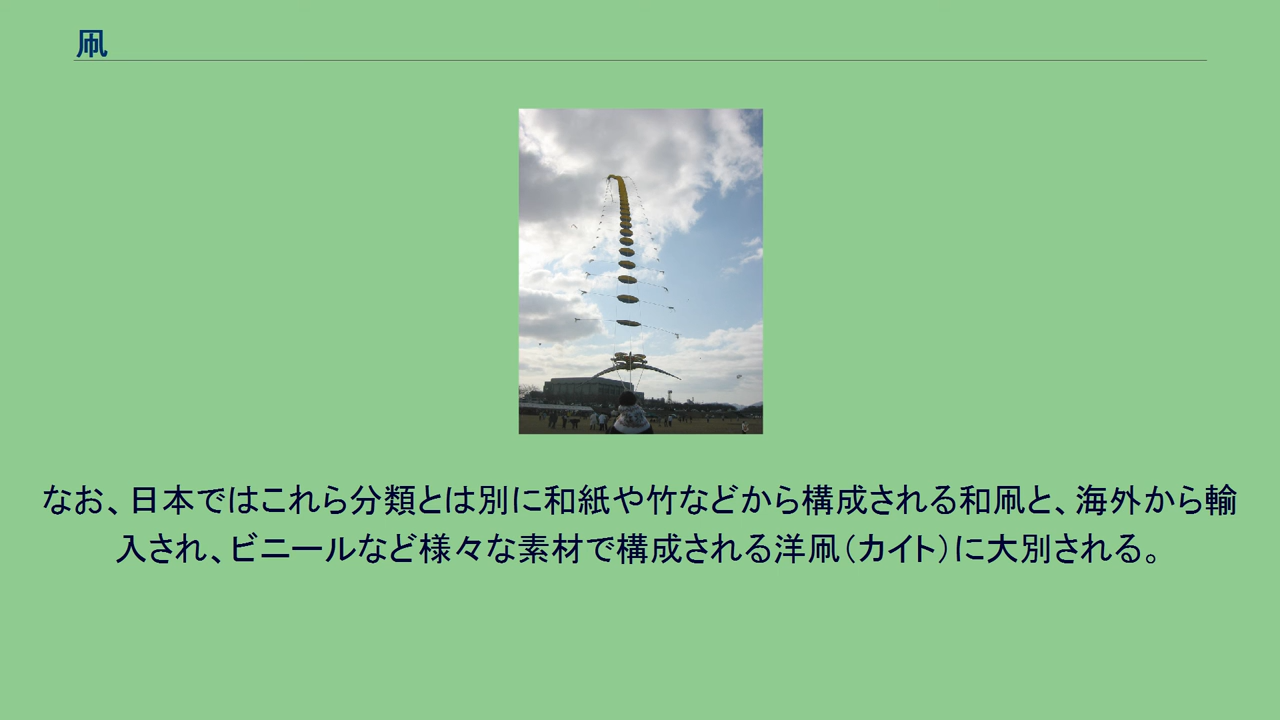 凧
なお、日本ではこれら分類とは別に和紙や竹などから構成される和凧と、海外から輸
入され、ビニールなど様々な素材で構成される洋凧（カイト）に大別される。